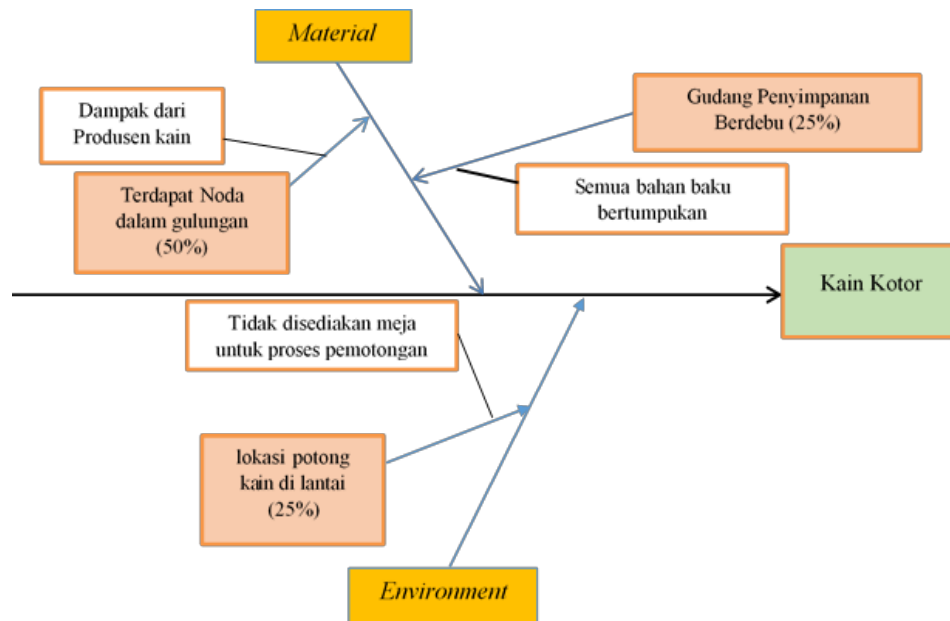 Material
Dampak dari
Produsen kain
Gudang Penyimpanan
Berdebu (25%)
Terdapat Noda
dalam gulungan
(50%)
Semua bahan baku
bertumpukan
Kain Kotor
Tidak disediakan meja
untuk proses pemotongan
lokasi potong
kain di lantai
(25%)
Environment